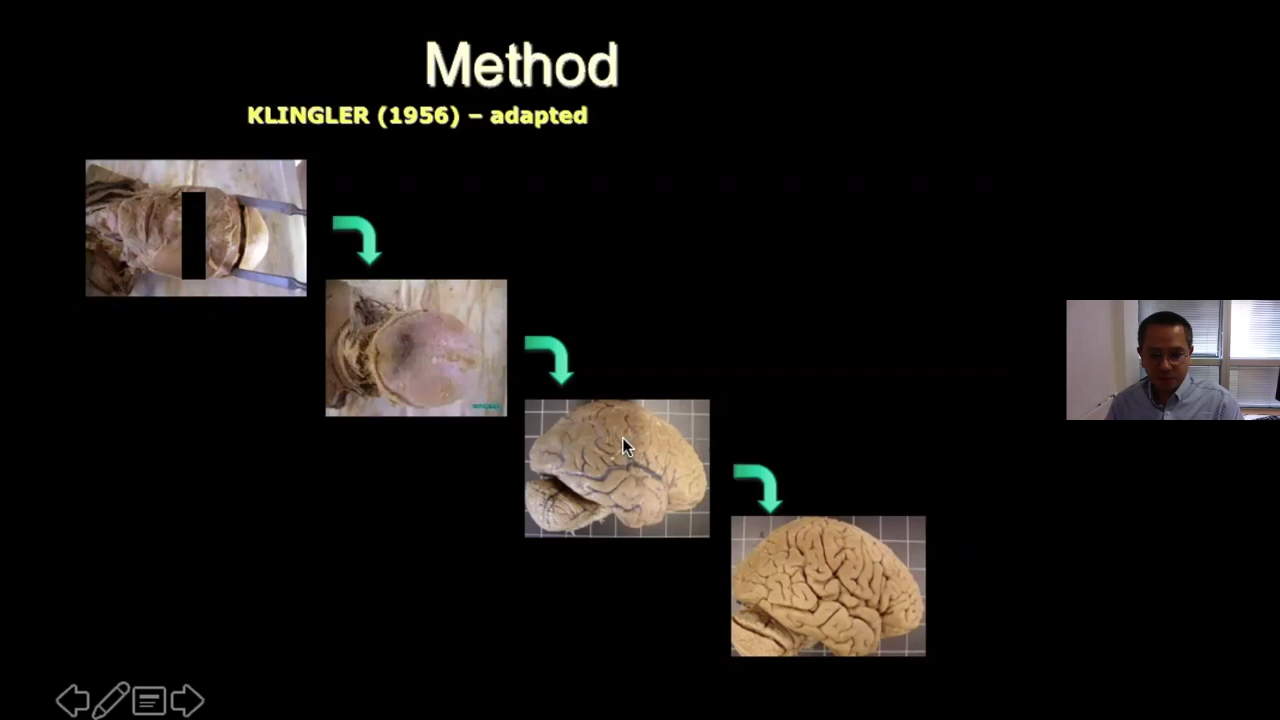 Method
KLINGLER (1956) – adapted